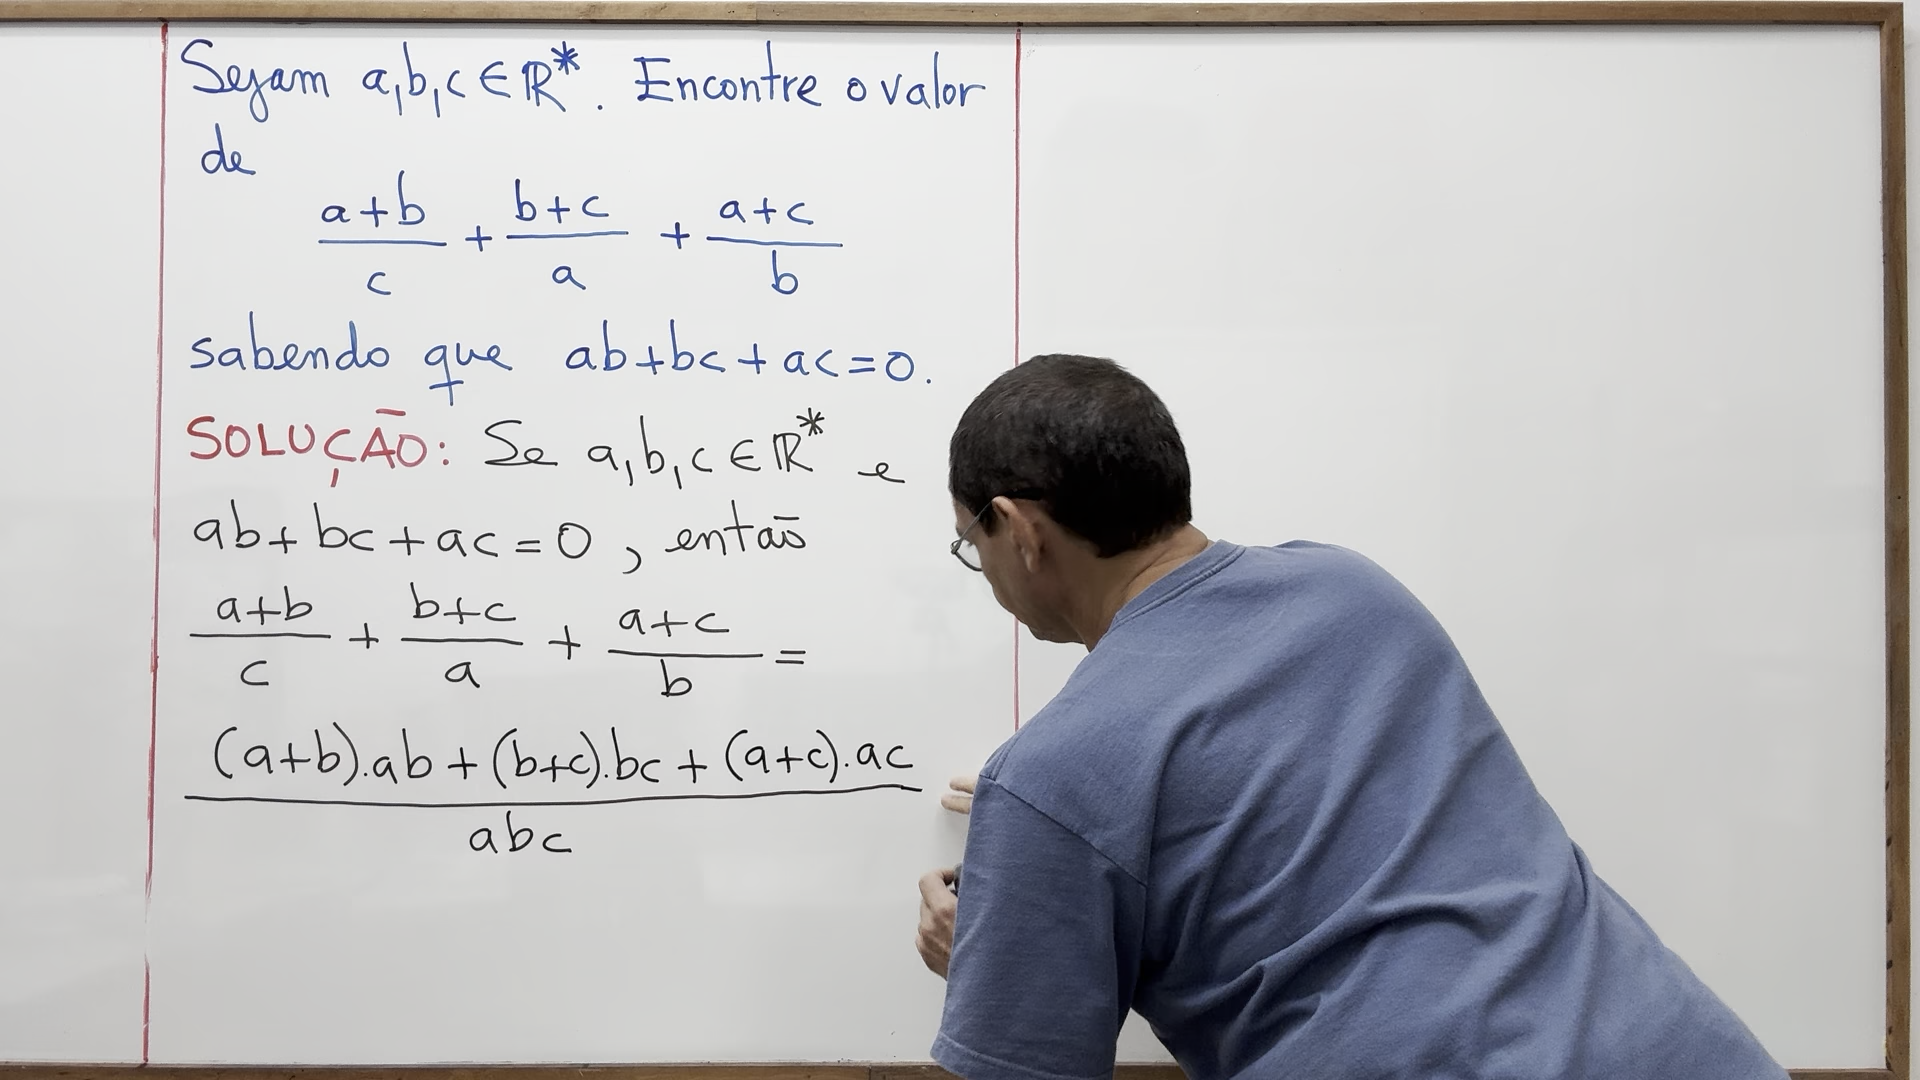 Sejam a,b,c ∈ ℝ*. Encontre o valor
de
(a+b)/c + (b+c)/a + (a+c)/b
sabendo que ab+bc+ac=0.
SOLUÇÃO: Se a,b,c ∈ ℝ* e
ab+bc+ac=0, então
(a+b)/c + (b+c)/a + (a+c)/b =
((a+b).ab+(b+c).bc+(a+c).ac)/abc